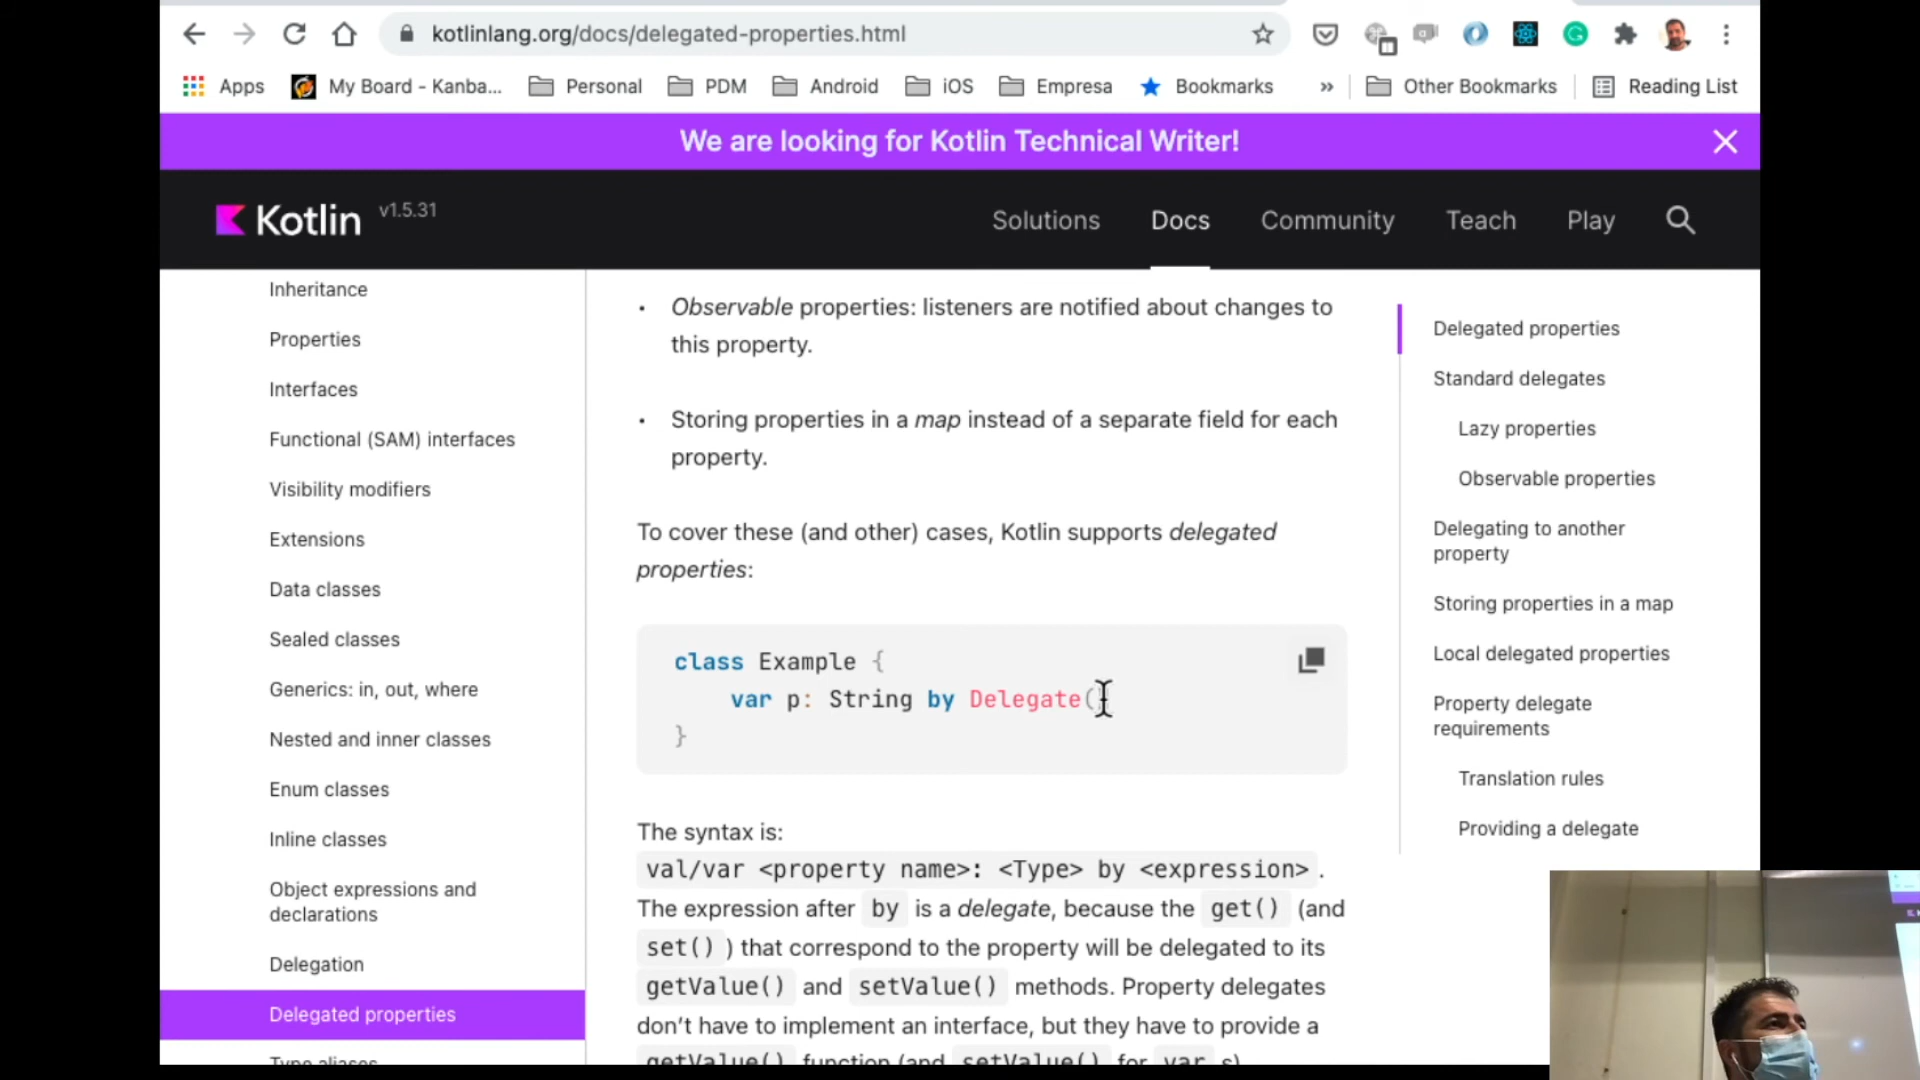 kotlinlang.org/docs/delegated-properties.html
Apps My Board - Kanba... Personal PDM Android iOS Empresa Bookmarks » Other Bookmarks Reading List
We are looking for Kotlin Technical Writer!
Kotlin v1.5.31 Solutions Docs Community Teach Play
Inheritance
Properties
Interfaces
Functional (SAM) interfaces
Visibility modifiers
Extensions
Data classes
Sealed classes
Generics: in, out, where
Nested and inner classes
Enum classes
Inline classes
Object expressions and
declarations
Delegation
Delegated properties
Type aliases
• Observable properties: listeners are notified about changes to
this property.
• Storing properties in a map instead of a separate field for each
property.
To cover these (and other) cases, Kotlin supports delegated
properties:
class Example {
var p: String by Delegate(
}
The syntax is:
val/var <property name>: <Type> by <expression> .
The expression after by is a delegate, because the get() (and
set() ) that correspond to the property will be delegated to its
getValue() and setValue() methods. Property delegates
don't have to implement an interface, but they have to provide a
getValue() function (and setValue() for var s).
Delegated properties
Standard delegates
Lazy properties
Observable properties
Delegating to another
property
Storing properties in a map
Local delegated properties
Property delegate
requirements
Translation rules
Providing a delegate